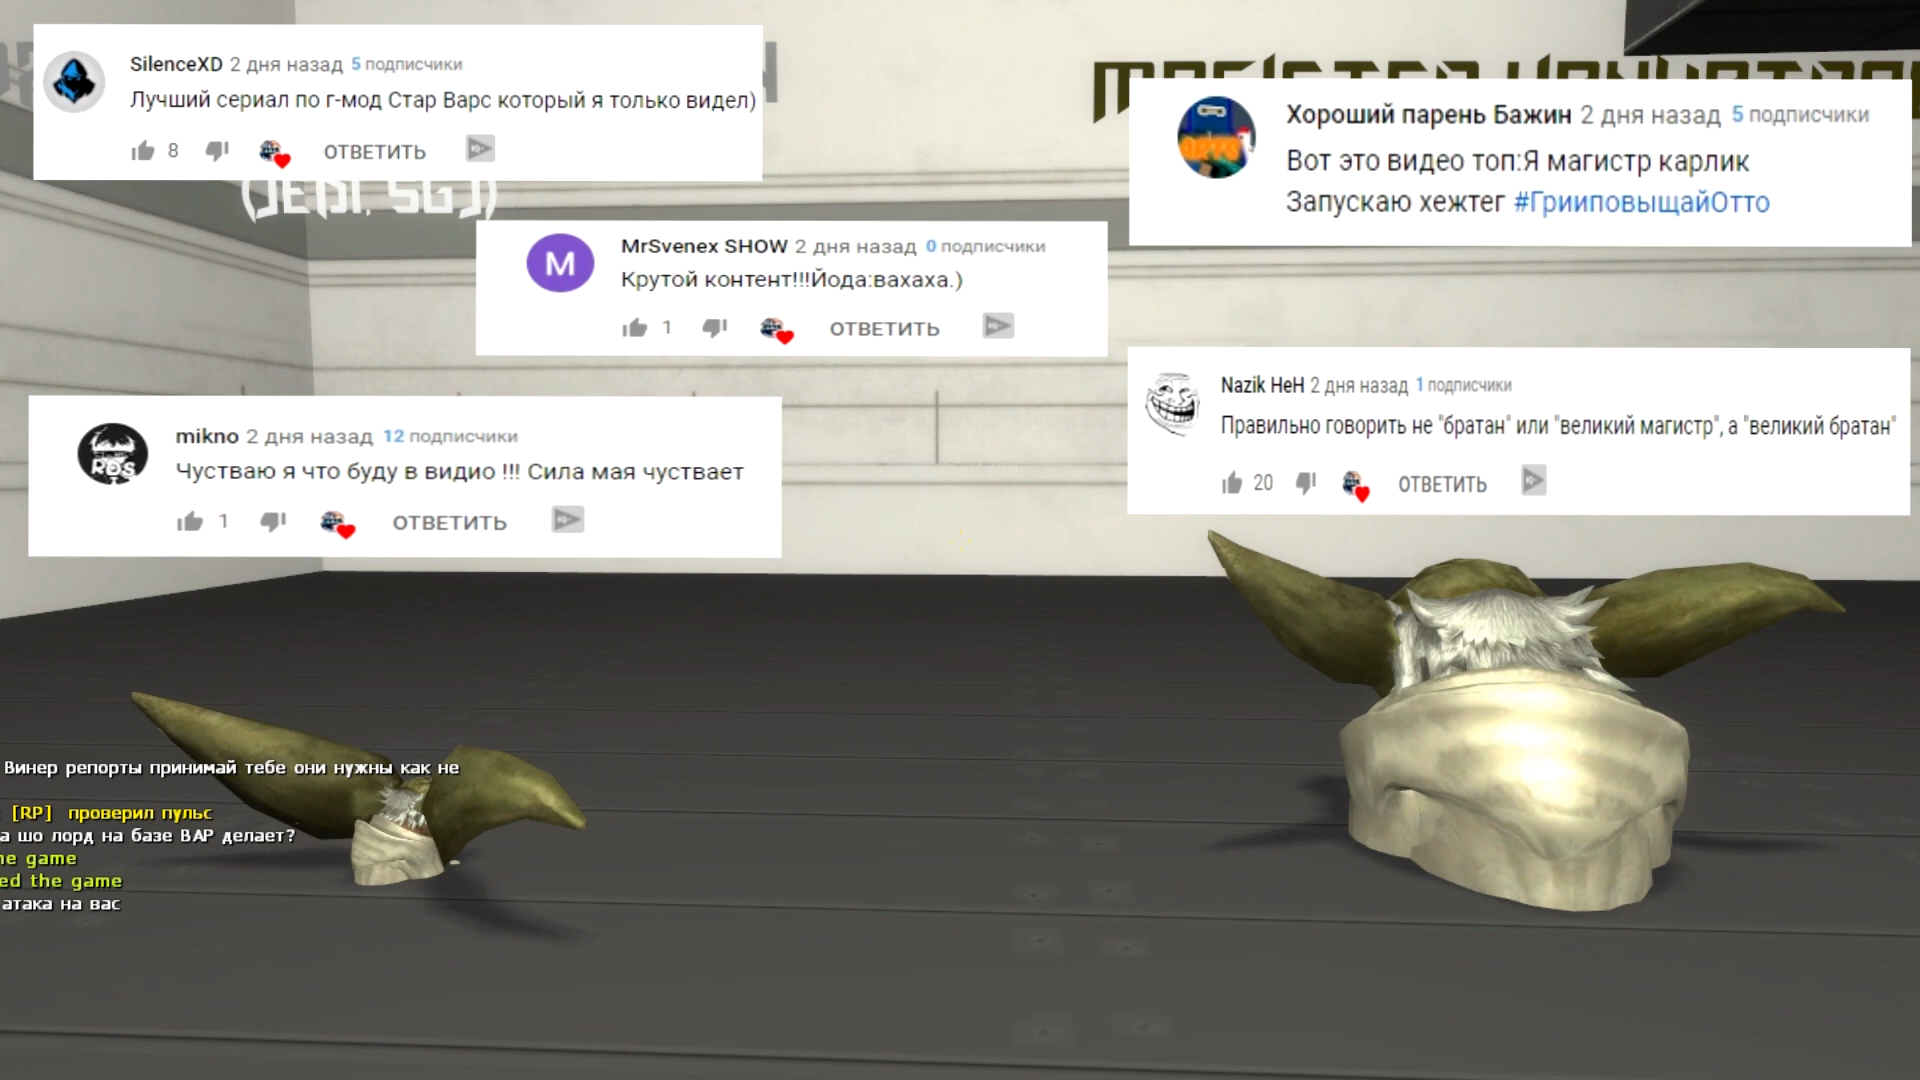 SilenceXD 2 дня назад 5 подписчики
Лучший сериал по г-мод Стар Варс который я только видел)
8 ОТВЕТИТЬ
(JEDI, SGJ)
Хороший парень Бажин 2 дня назад 5 подписчики
Вот это видео топ:Я магистр карлик
Запускаю хежтег #ГрииповыщайОтто
MrSvenex SHOW 2 дня назад 0 подписчики
Крутой контент!!!Йода:вахаха.)
1 ОТВЕТИТЬ
Nazik HeH 2 дня назад 1 подписчики
Правильно говорить не "братан" или "великий магистр", а "великий братан"
20 ОТВЕТИТЬ
mikno 2 дня назад 12 подписчики
Чустваю я что буду в видио !!! Сила мая чуствает
1 ОТВЕТИТЬ
Винер репорты принимай тебе они нужны как не
[RP] проверил пульс
а шо лорд на базе ВАР делает?
he game
ed the game
атака на вас